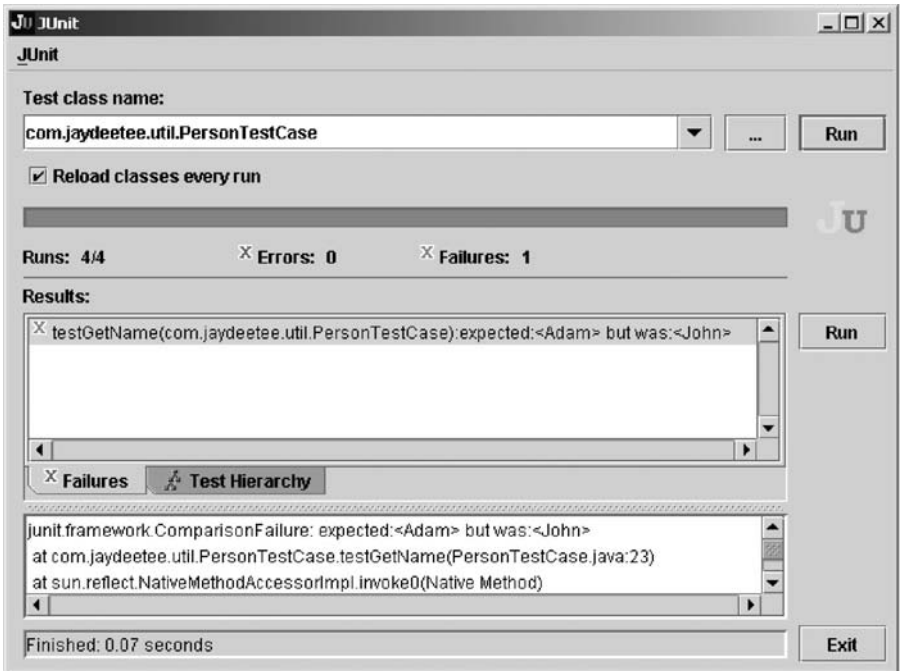 JU JUnit
JUnit
Test class name:
com.jaydeetee.util.PersonTestCase
...
Run
Reload classes every run
JU
Runs: 4/4 X Errors: 0 X Failures: 1
Results:
X testGetName(com.jaydeetee.util.PersonTestCase):expected:<Adam> but was:<John>
Run
X Failures
Test Hierarchy
junit.framework.ComparisonFailure: expected:<Adam> but was:<John>
at com.jaydeetee.util.PersonTestCase.testGetName(PersonTestCase.java:23)
at sun.reflect.NativeMethodAccessorImpl.invoke0(Native Method)
Finished: 0.07 seconds
Exit